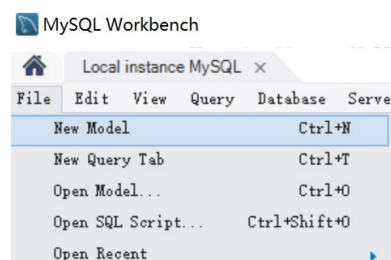 MySQL Workbench
Local instance MySQL ×
File Edit View Query Database Serve
New Model Ctrl+N
New Query Tab Ctrl+T
Open Model... Ctrl+O
Open SQL Script... Ctrl+Shift+O
Open Recent